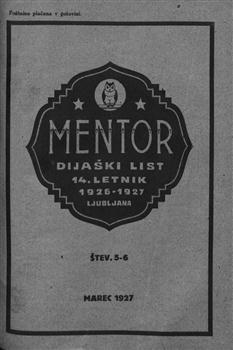 Poštnina plačana v gotovini.
MENTOR
DIJAŠKI LIST
14. LETNIK
1926-1927
LJUBLJANA
ŠTEV. 5-6
MAREC 1927